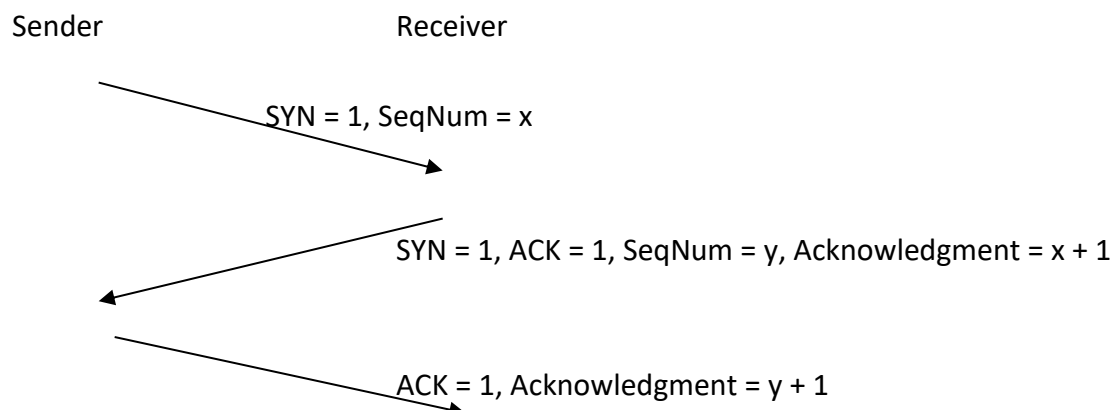 Sender Receiver
SYN = 1, SeqNum = x
SYN = 1, ACK = 1, SeqNum = y, Acknowledgment = x + 1
ACK = 1, Acknowledgment = y + 1